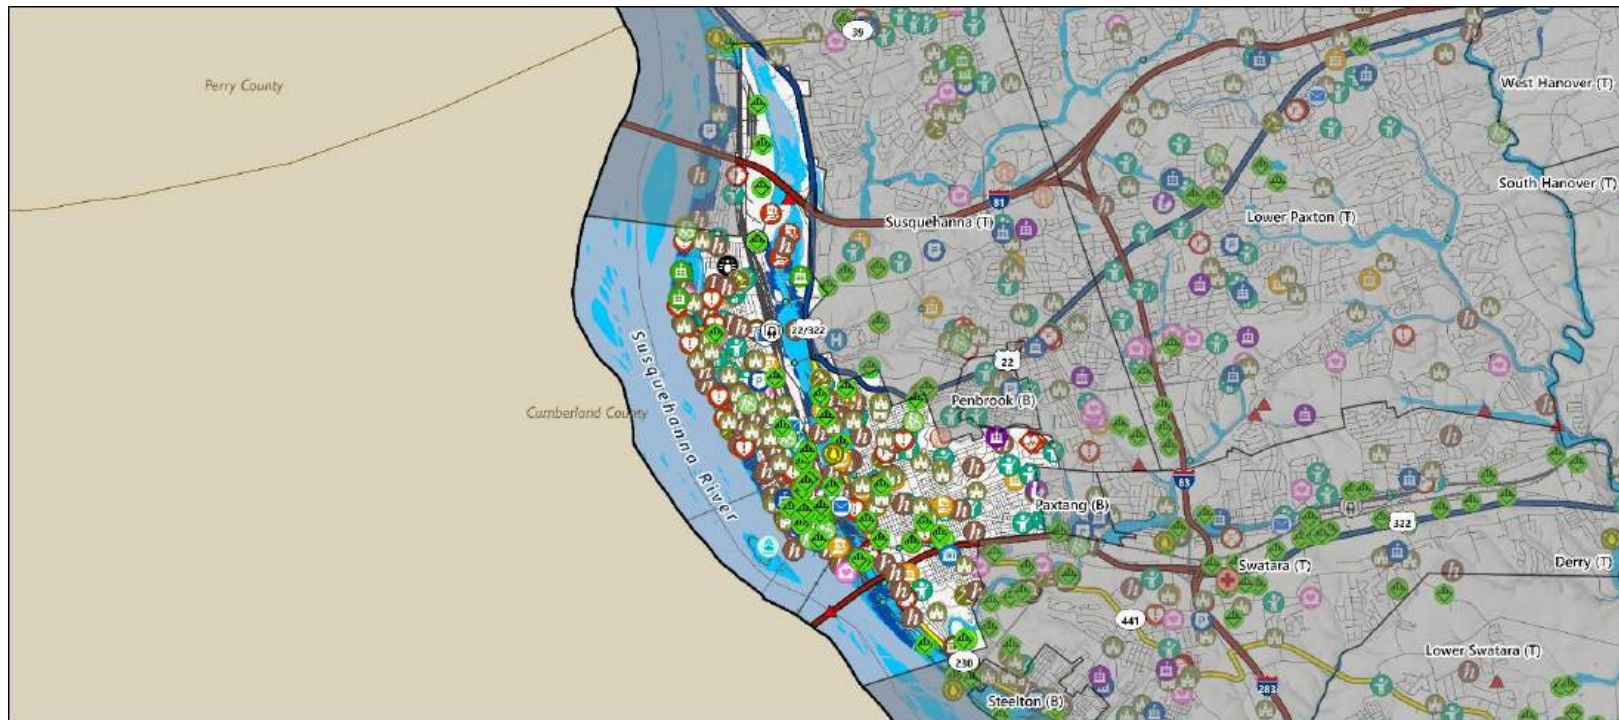 39
Perry County
West Hanover (T)
South Hanover (T)
81
Susquehanna (T)
Lower Paxton (T)
22/322
22
Penbrook (B)
Cumberland County
Susquehanna River
83
Paxtang (B)
322
Swatara (T)
Derry (T)
441
Lower Swatara (T)
230
283
Steelton (B)